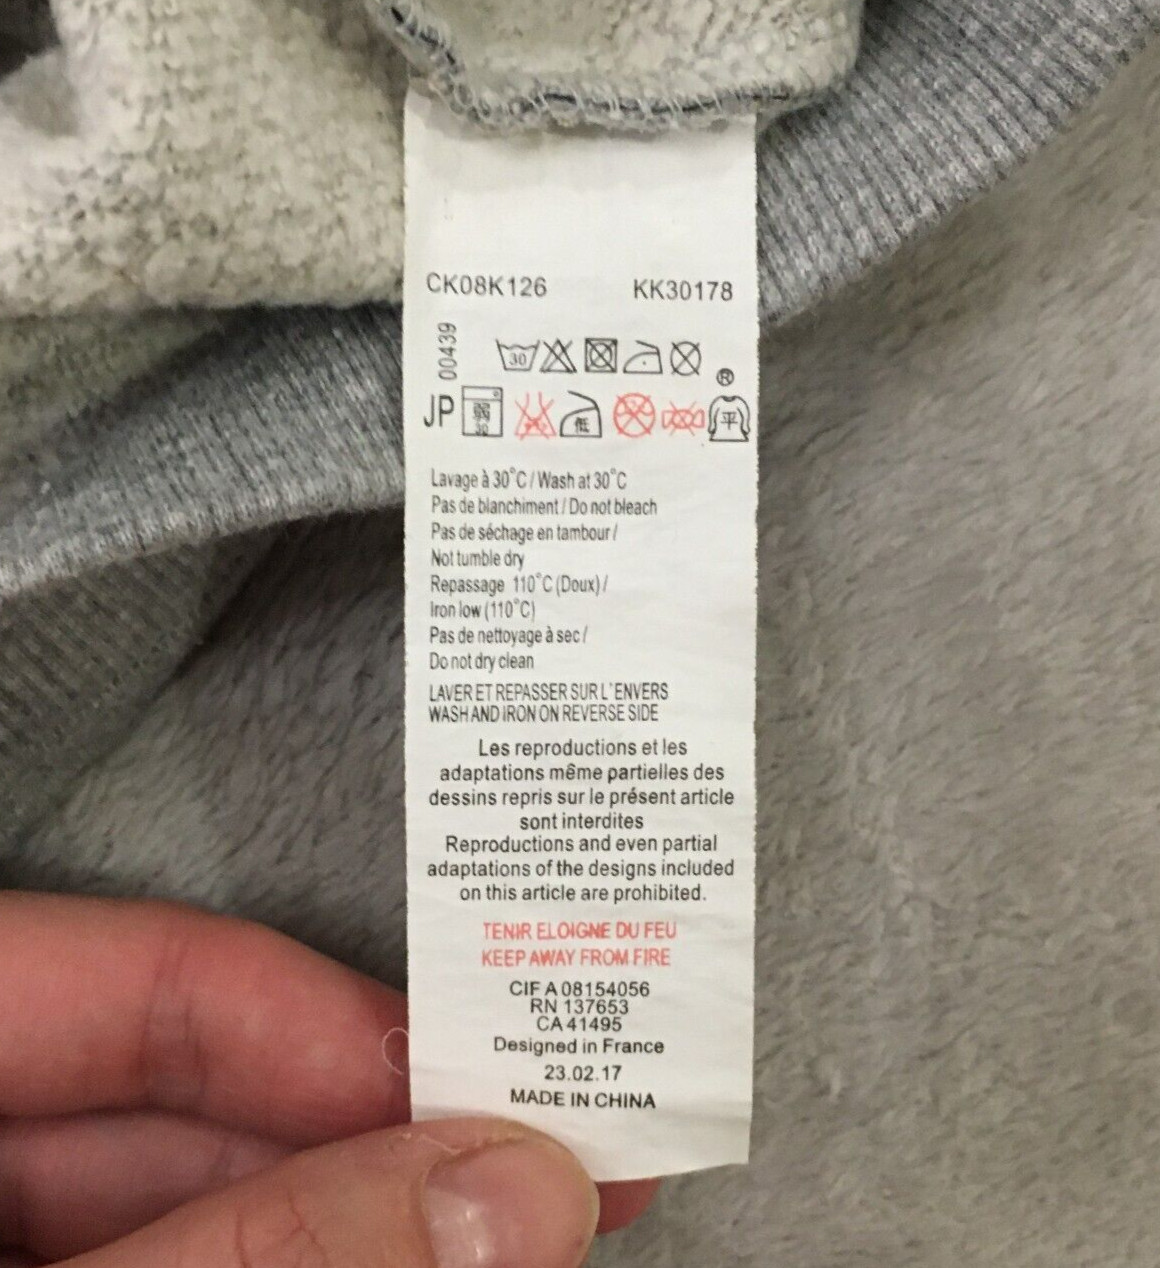 CK08K126 KK30178
00439
30
®
JP 弱 30 低 平
Lavage à 30°C / Wash at 30°C
Pas de blanchiment / Do not bleach
Pas de séchage en tambour /
Not tumble dry
Repassage 110°C (Doux) /
Iron low (110°C)
Pas de nettoyage à sec /
Do not dry clean
LAVER ET REPASSER SUR L'ENVERS
WASH AND IRON ON REVERSE SIDE
Les reproductions et les
adaptations même partielles des
dessins repris sur le présent article
sont interdites
Reproductions and even partial
adaptations of the designs included
on this article are prohibited.
TENIR ELOIGNE DU FEU
KEEP AWAY FROM FIRE
CIF A 08154056
RN 137653
CA 41495
Designed in France
23.02.17
MADE IN CHINA